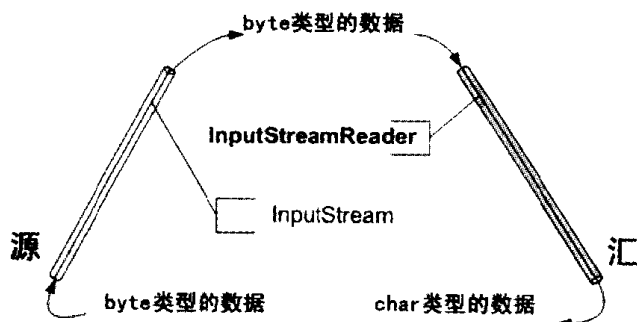 byte类型的数据
InputStreamReader
InputStream
源
汇
byte类型的数据
char类型的数据